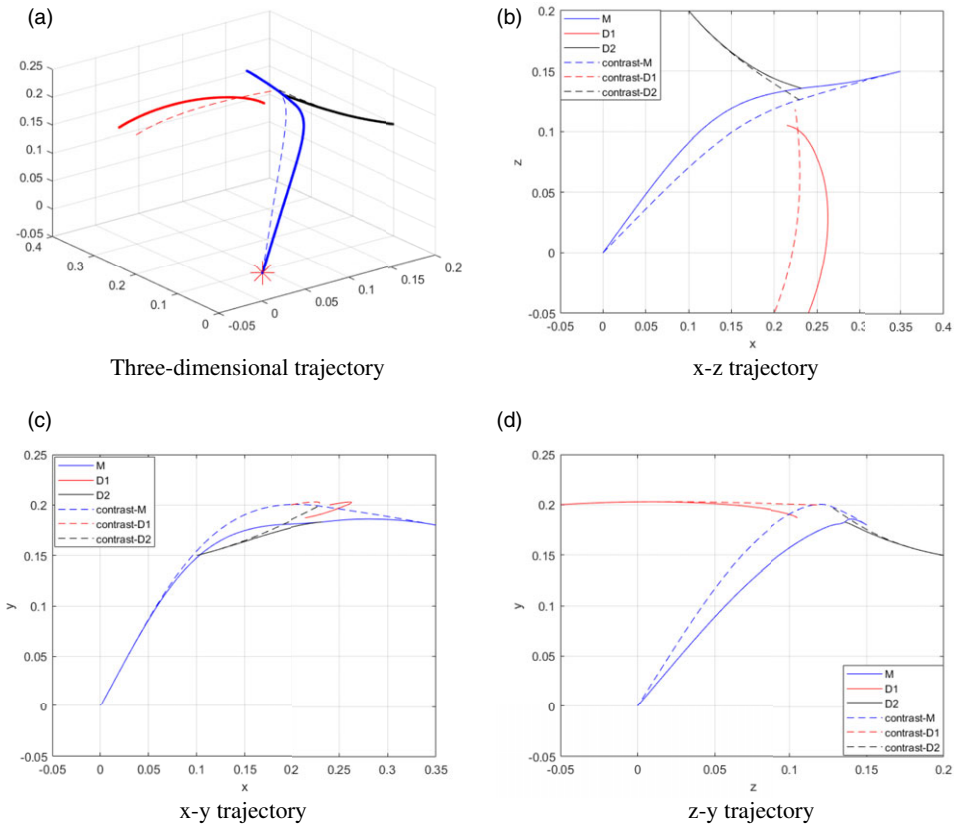 (a)
0.25
0.2
0.15
0.1
0.05
0
-0.05
0.4
0.3
0.2
0.1
0
-0.05
0
0.05
0.1
0.15
0.2
Three-dimensional trajectory
(b)
M
D1
D2
contrast-M
contrast-D1
contrast-D2
0.2
0.15
0.1
0.05
0
-0.05
z
-0.05
0
0.05
0.1
0.15
0.2
0.25
0.3
0.35
0.4
x
x-z trajectory
(c)
M
D1
D2
contrast-M
contrast-D1
contrast-D2
0.25
0.2
0.15
0.1
0.05
0
-0.05
y
0
0.05
0.1
0.15
0.2
0.25
0.3
0.35
x
x-y trajectory
(d)
0.25
0.2
0.15
0.1
0.05
0
-0.05
y
M
D1
D2
contrast-M
contrast-D1
contrast-D2
-0.05
0
0.05
0.1
0.15
0.2
z
z-y trajectory